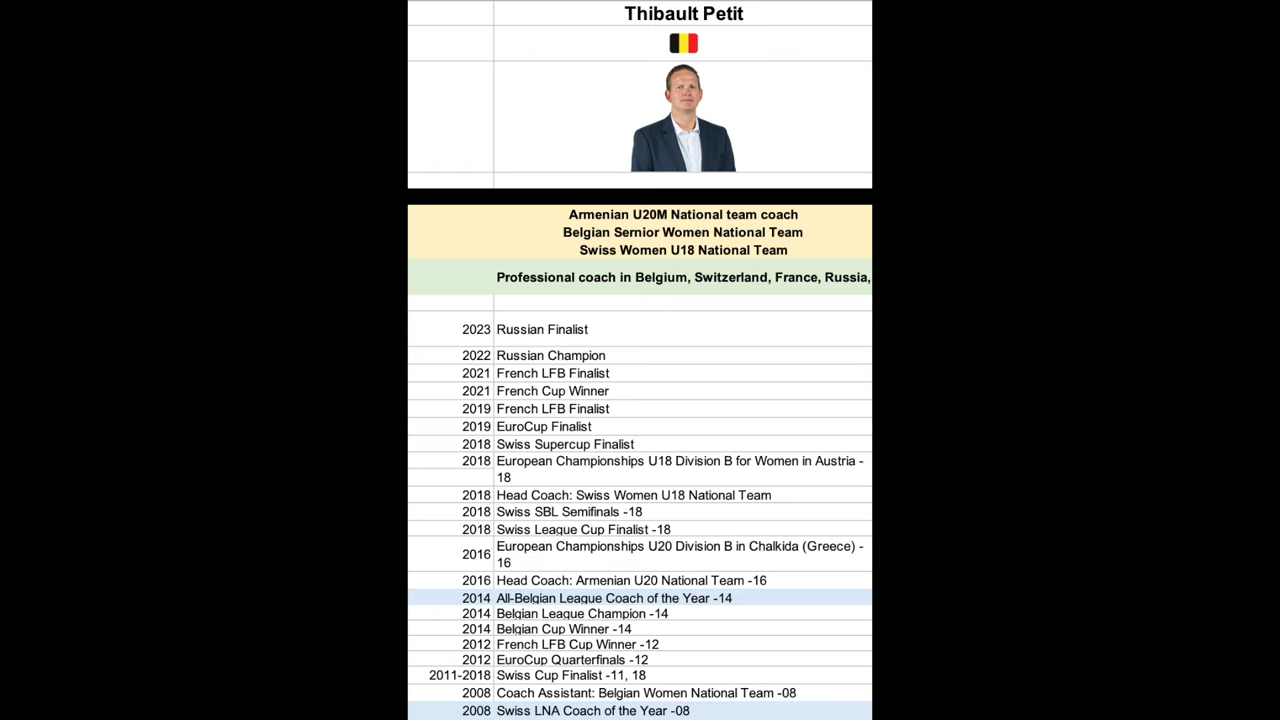 Thibault Petit
Armenian U20M National team coach
Belgian Sernior Women National Team
Swiss Women U18 National Team
Professional coach in Belgium, Switzerland, France, Russia,
2023 Russian Finalist
2022 Russian Champion
2021 French LFB Finalist
2021 French Cup Winner
2019 French LFB Finalist
2019 EuroCup Finalist
2018 Swiss Supercup Finalist
2018 European Championships U18 Division B for Women in Austria -
18
2018 Head Coach: Swiss Women U18 National Team
2018 Swiss SBL Semifinals -18
2018 Swiss League Cup Finalist -18
2016 European Championships U20 Division B in Chalkida (Greece) -
16
2016 Head Coach: Armenian U20 National Team -16
2014 All-Belgian League Coach of the Year -14
2014 Belgian League Champion -14
2014 Belgian Cup Winner -14
2012 French LFB Cup Winner -12
2012 EuroCup Quarterfinals -12
2011-2018 Swiss Cup Finalist -11, 18
2008 Coach Assistant: Belgian Women National Team -08
2008 Swiss LNA Coach of the Year -08